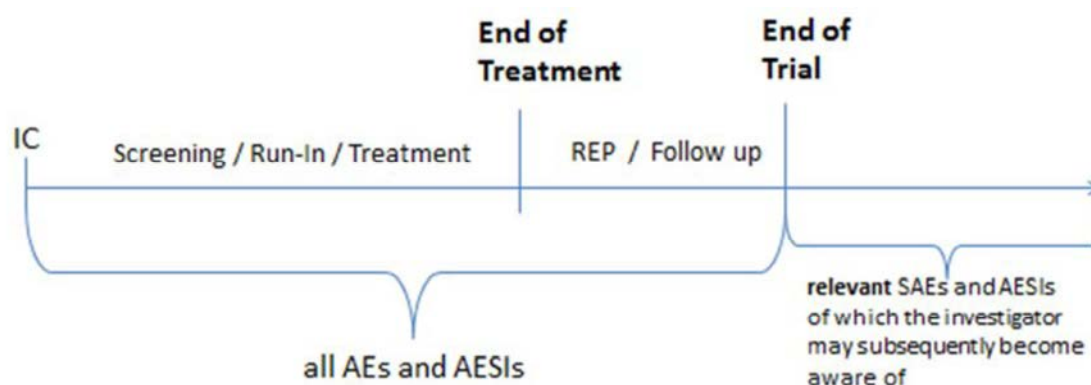 End of
Treatment
End of
Trial
IC
Screening / Run-In / Treatment
REP / Follow up
all AEs and AESIs
relevant SAEs and AESIs
of which the investigator
may subsequently become
aware of